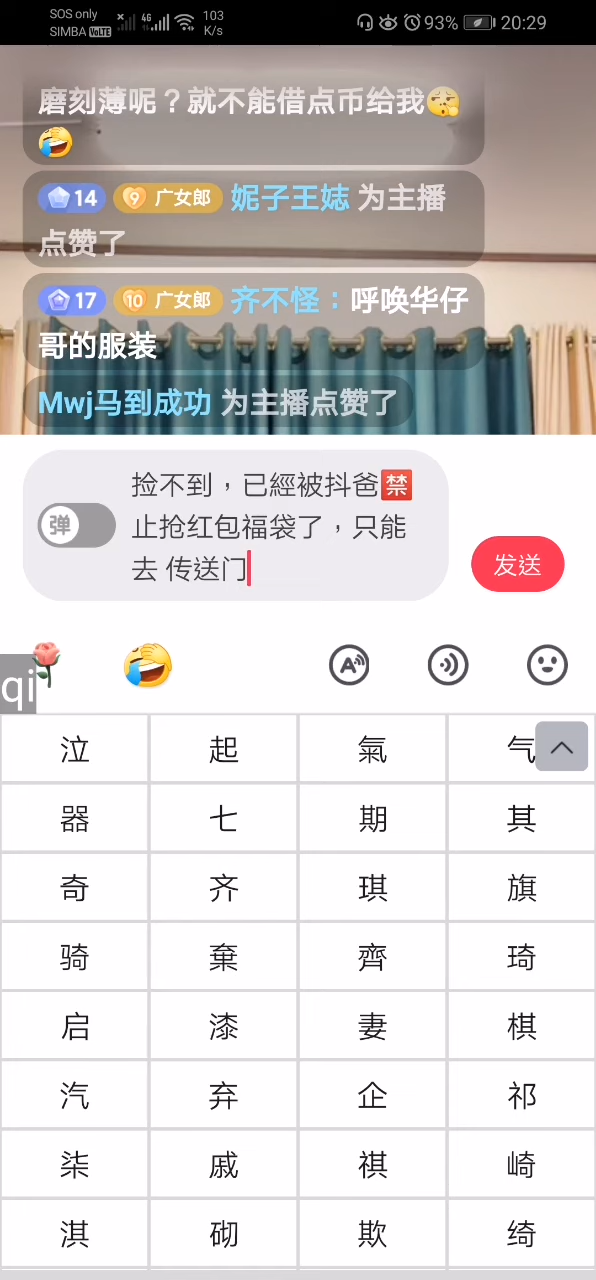 SOS only
SIMBA VoLTE
4G
103
K/s
93%
20:29
磨刻薄呢？就不能借点币给我
14 9 广女郎 妮子王娡 为主播
点赞了
17 10 广女郎 齐不怪：呼唤华仔
哥的服装
Mwj马到成功 为主播点赞了
弹
捡不到，已經被抖爸🈲
止抢红包福袋了，只能
去 传送门
发送
A
qi
泣 起 氣 气
器 七 期 其
奇 齐 琪 旗
骑 棄 齊 琦
启 漆 妻 棋
汽 弃 企 祁
柒 戚 祺 崎
淇 砌 欺 绮